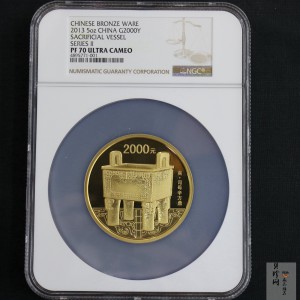 CHINESE BRONZE WARE
2013 5oz CHINA G2000Y
SACRIFICIAL VESSEL
SERIES II
PF 70 ULTRA CAMEO
NUMISMATIC GUARANTY CORPORATION
NGC
2000元